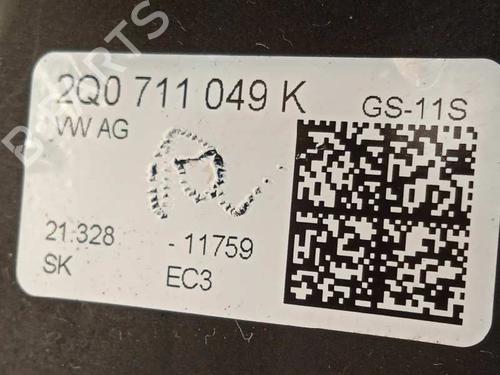 2Q0 711 049 K
GS-11S
VW AG
21.328 - 11759
SK EC3